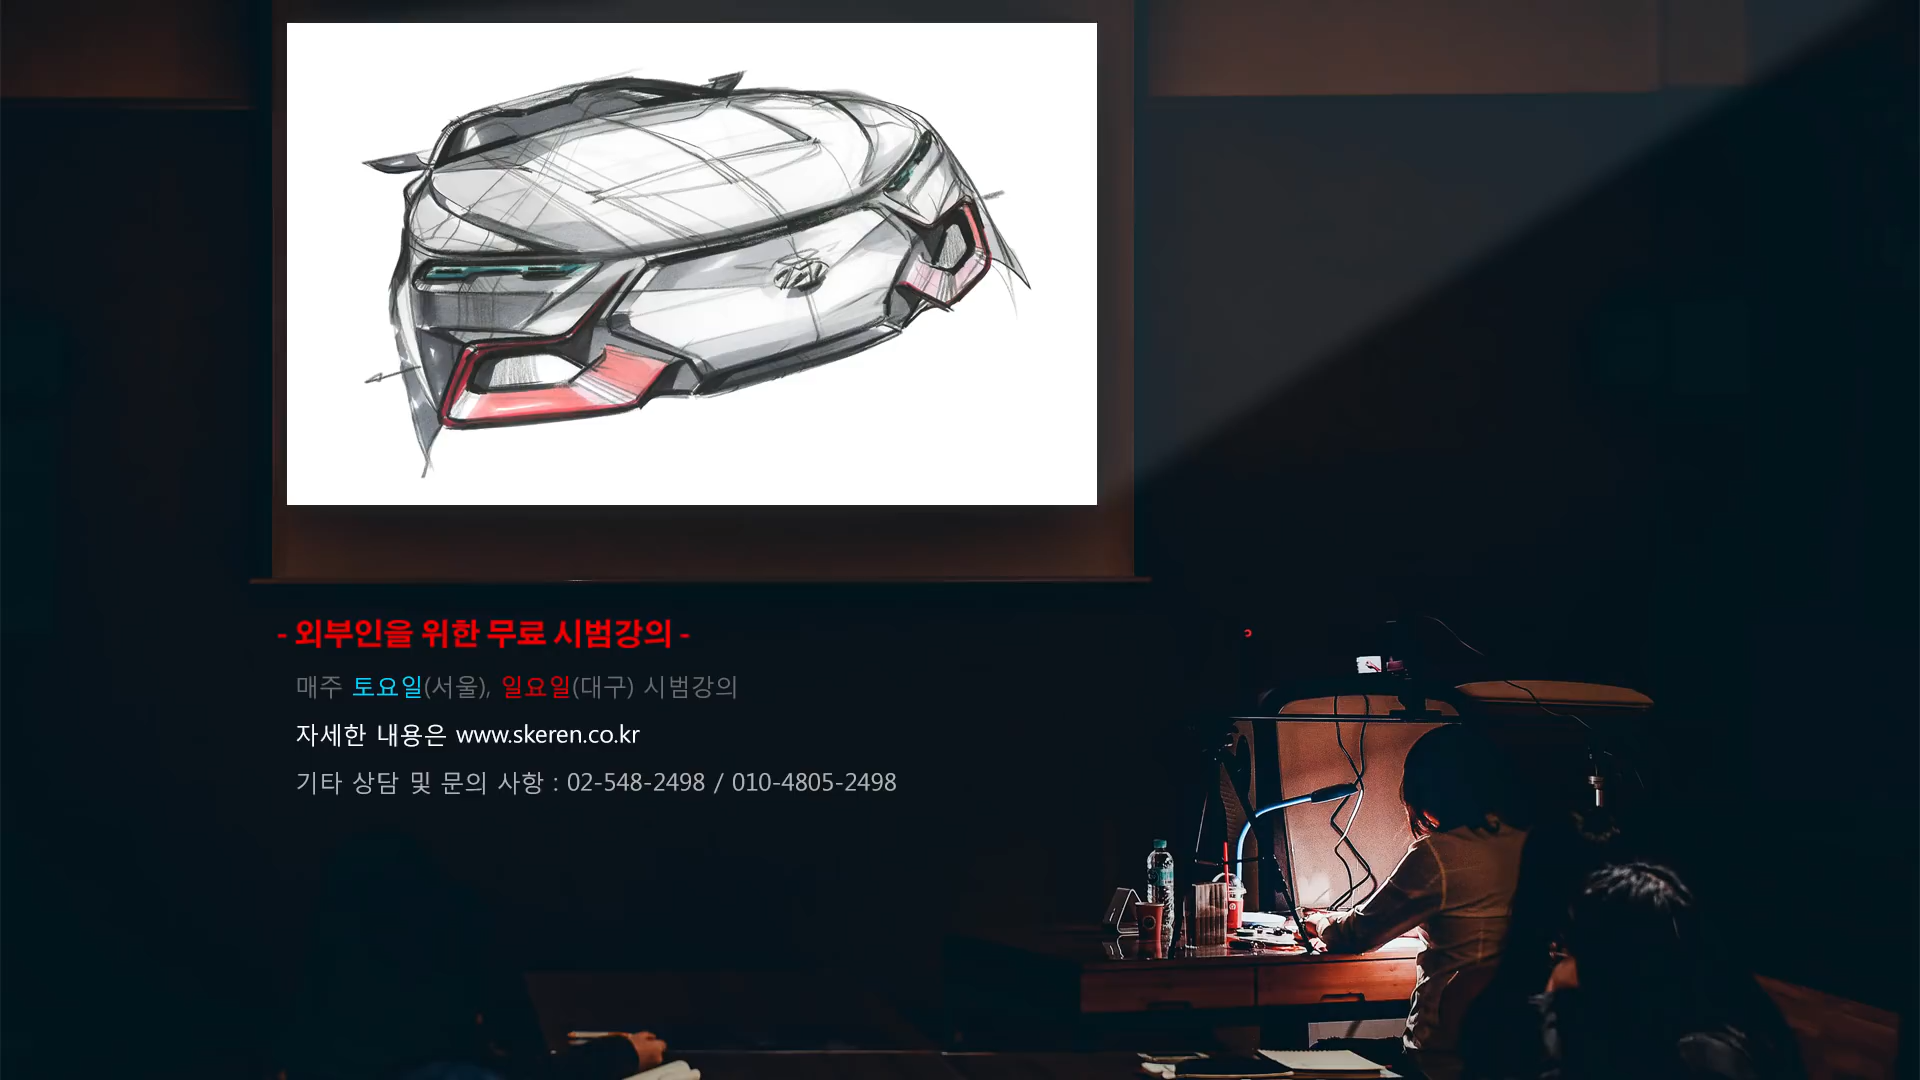 - 외부인을 위한 무료 시범강의 -
매주 토요일(서울), 일요일(대구) 시범강의
자세한 내용은 www.skeren.co.kr
기타 상담 및 문의 사항 : 02-548-2498 / 010-4805-2498